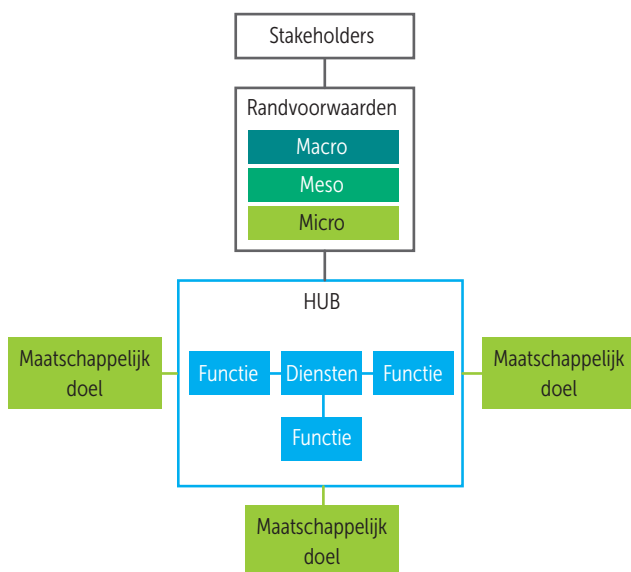 Stakeholders
Randvoorwaarden
Macro
Meso
Micro
HUB
Maatschappelijk
doel
Functie
Diensten
Functie
Maatschappelijk
doel
Functie
Maatschappelijk
doel